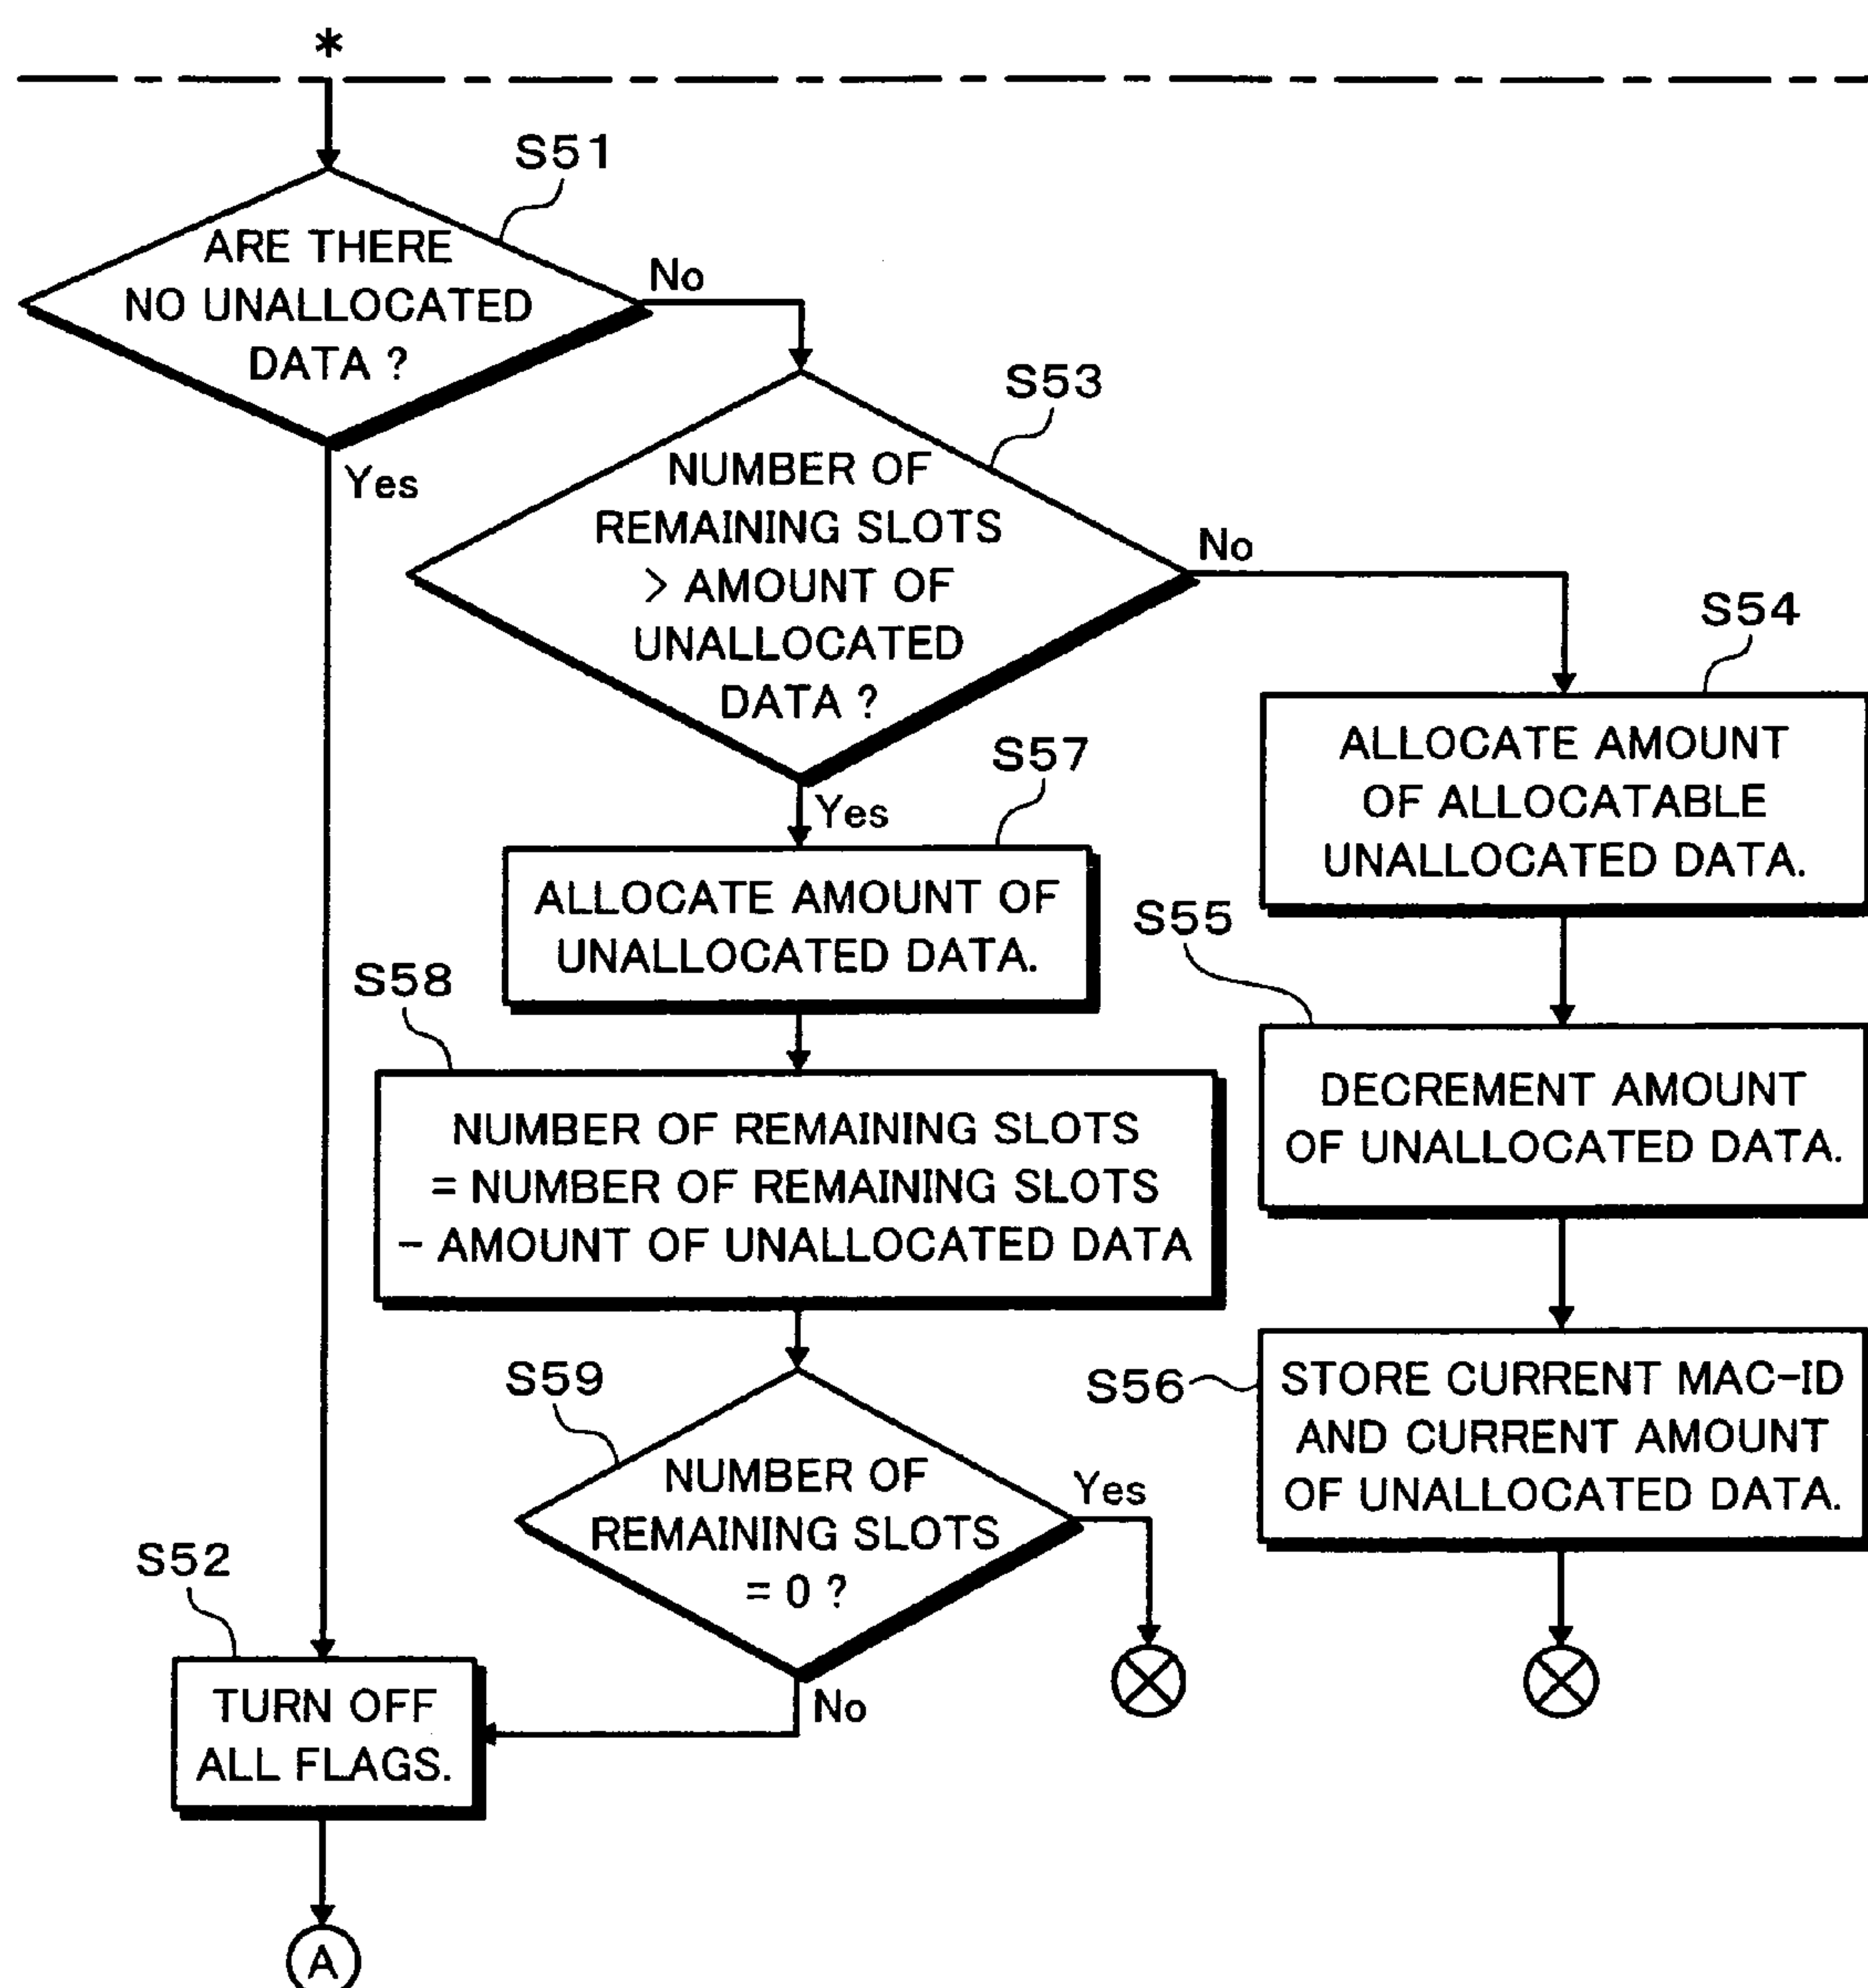 *
S51
ARE THERE
NO UNALLOCATED
DATA ?
No
Yes
S53
NUMBER OF
REMAINING SLOTS
> AMOUNT OF
UNALLOCATED
DATA ?
No
Yes
S54
ALLOCATE AMOUNT
OF ALLOCATABLE
UNALLOCATED DATA.
S57
ALLOCATE AMOUNT OF
UNALLOCATED DATA.
S55
DECREMENT AMOUNT
OF UNALLOCATED DATA.
S58
NUMBER OF REMAINING SLOTS
= NUMBER OF REMAINING SLOTS
- AMOUNT OF UNALLOCATED DATA
S56
STORE CURRENT MAC-ID
AND CURRENT AMOUNT
OF UNALLOCATED DATA.
S59
NUMBER OF
REMAINING SLOTS
= 0 ?
Yes
No
S52
TURN OFF
ALL FLAGS.
A